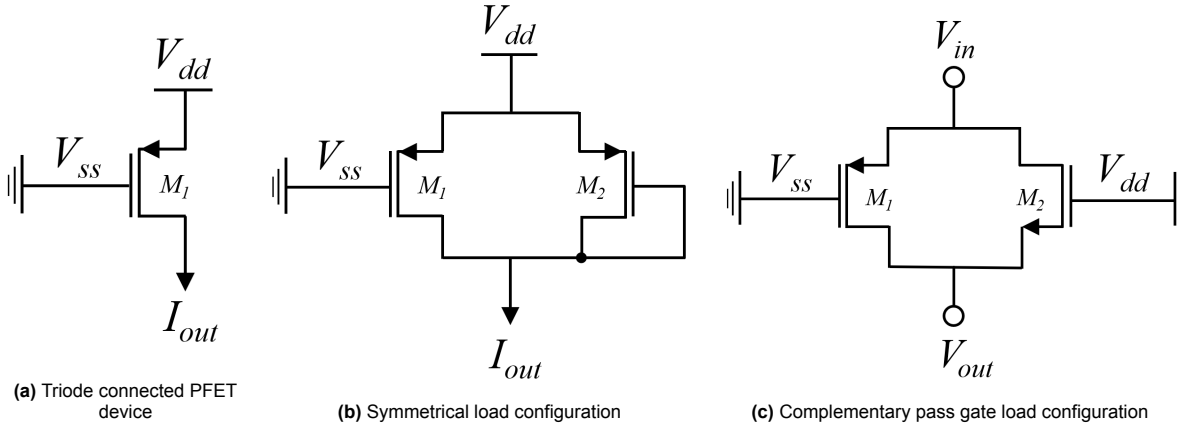 V_dd
V_ss
M_1
I_out
(a) Triode connected PFET
device
V_dd
V_ss
M_1
M_2
I_out
(b) Symmetrical load configuration
V_in
V_ss
M_1
M_2
V_dd
V_out
(c) Complementary pass gate load configuration